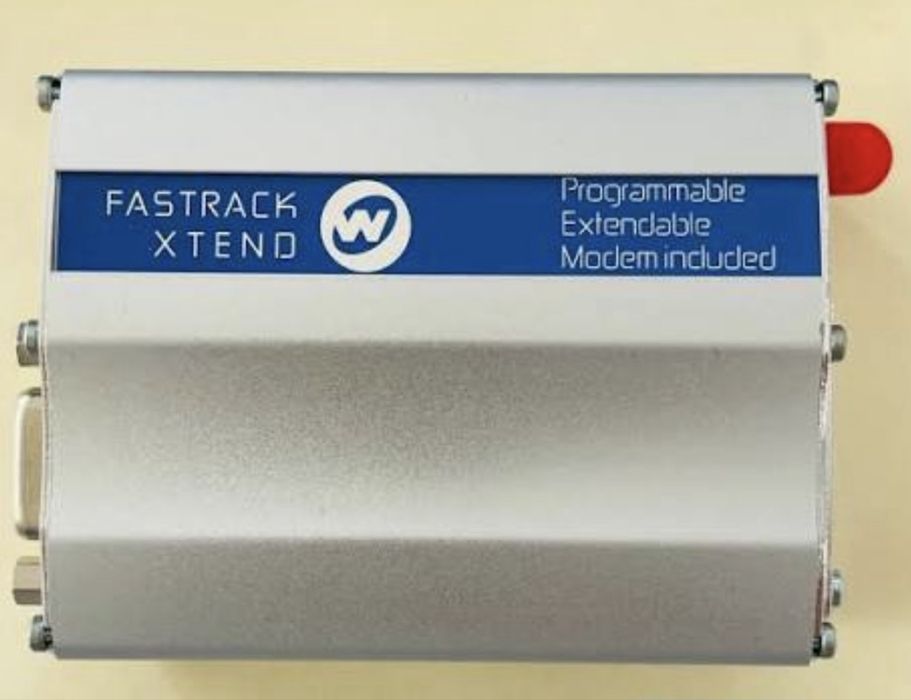 FASTRACK
XTEND
W
Programmable
Extendable
Modem included